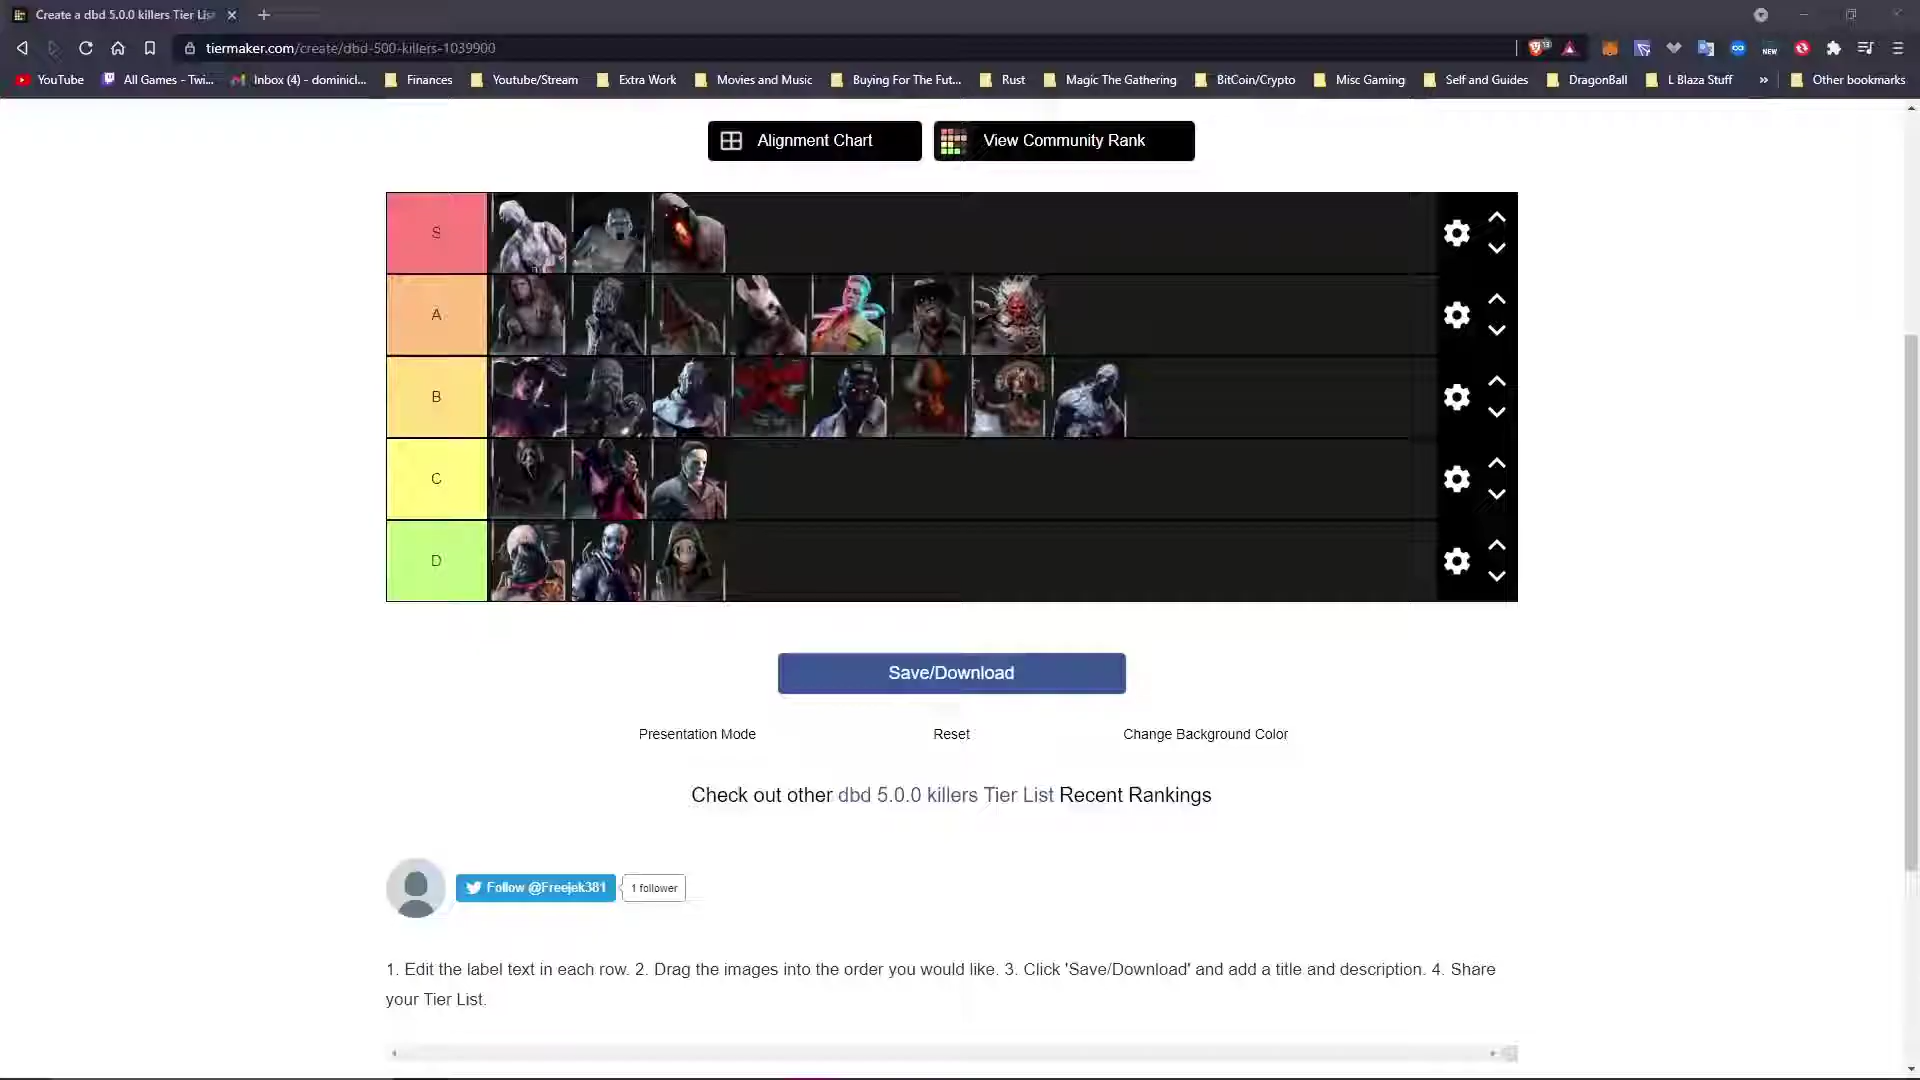 Create a dbd 5.0.0 killers Tier Lis
tiermaker.com/create/dbd-500-killers-1039900
13
NEW
YouTube
All Games - Twi...
Inbox (4) - dominicl...
Finances
Youtube/Stream
Extra Work
Movies and Music
Buying For The Fut...
Rust
Magic The Gathering
BitCoin/Crypto
Misc Gaming
Self and Guides
DragonBall
L Blaza Stuff
»
Other bookmarks
Alignment Chart
View Community Rank
S
A
B
C
D
Save/Download
Presentation Mode
Reset
Change Background Color
Check out other dbd 5.0.0 killers Tier List Recent Rankings
Follow @Freejek381
1 follower
1. Edit the label text in each row. 2. Drag the images into the order you would like. 3. Click 'Save/Download' and add a title and description. 4. Share
your Tier List.